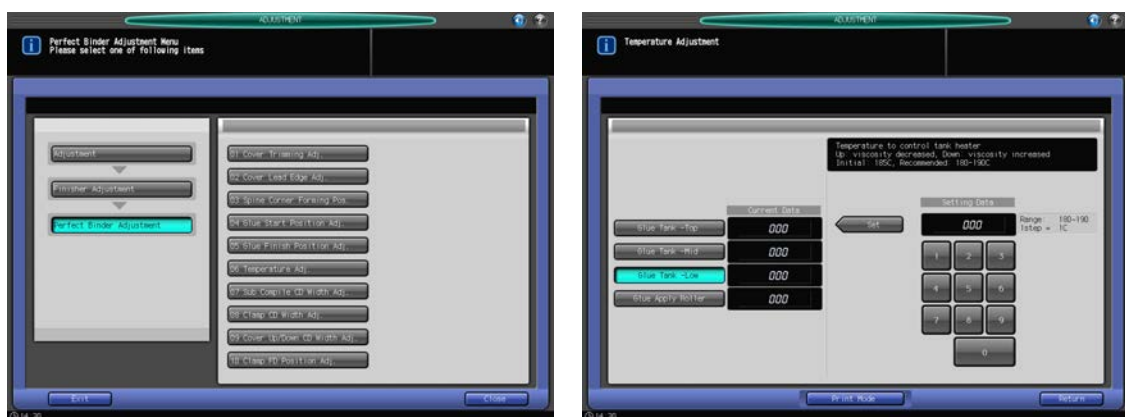 ADJUSTMENT
Perfect Binder Adjustment Menu
Please select one of following items
Adjustment
Finisher Adjustment
Perfect Binder Adjustment
01 Cover Trimming Adj.
02 Cover Lead Edge Adj.
03 Spine Corner Forming Pos.
04 Glue Start Position Adj.
05 Glue Finish Position Adj.
06 Temperature Adj.
07 Sub Compile CD Width Adj.
08 Clamp CD Width Adj.
09 Cover Up/Down CD Width Adj.
10 Clamp FD Position Adj.
Exit
Close
14:30
ADJUSTMENT
Temperature Adjustment
Temperature to control tank heater
Up: viscosity decreased, Down: viscosity increased
Initial: 185C, Recommended: 180-190C
Current Data
Glue Tank -Top
000
Glue Tank -Mid
000
Glue Tank -Low
000
Glue Apply Roller
000
Setting Data
Set
000
Range: 180~190
1step = 1C
1 2 3
4 5 6
7 8 9
0
Print Mode
Return
14:30